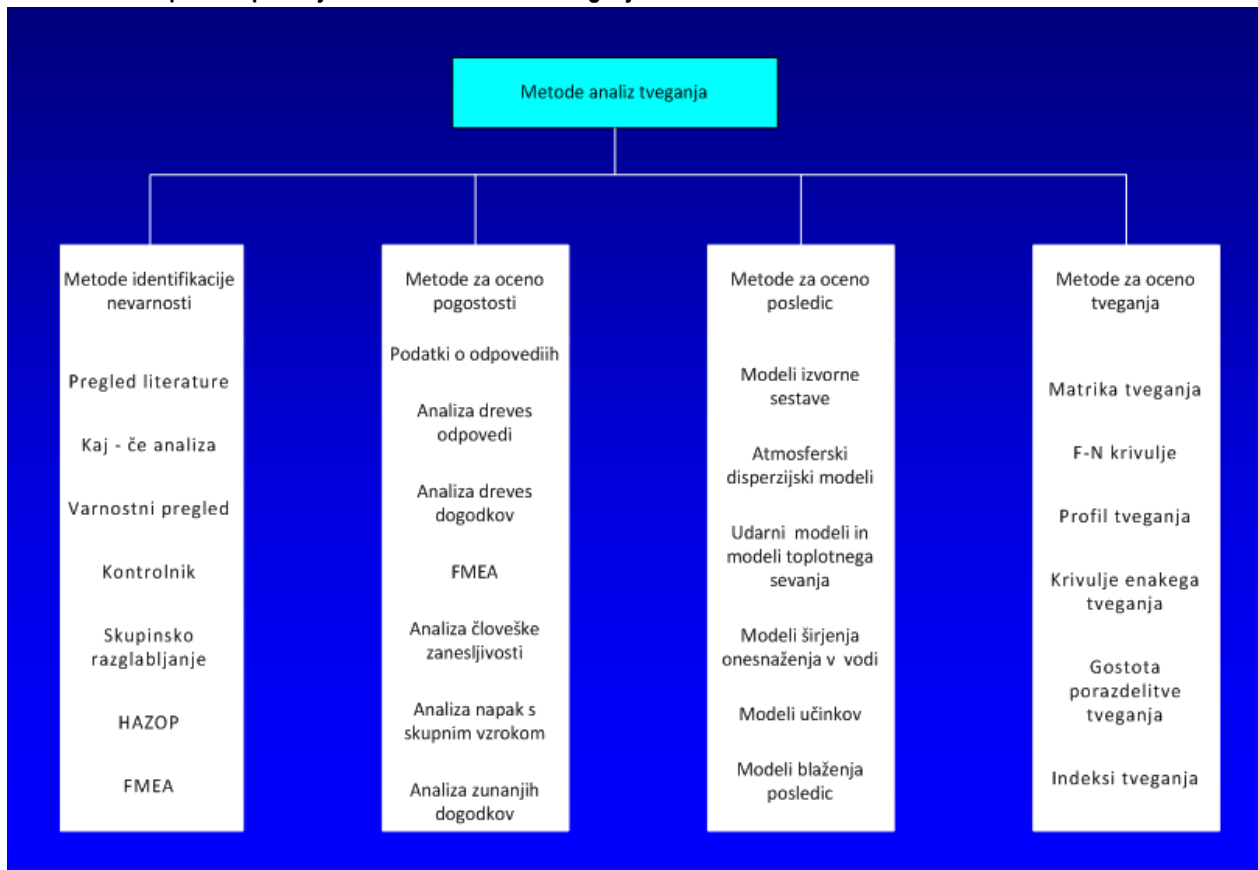 Metode analiz tveganja
Metode identifikacije
nevarnosti
Pregled literature
Kaj - če analiza
Varnostni pregled
Kontrolnik
Skupinsko
razglabljanje
HAZOP
FMEA
Metode za oceno
pogostosti
Podatki o odpovediih
Analiza dreves
odpovedi
Analiza dreves
dogodkov
FMEA
Analiza človeške
zanesljivosti
Analiza napak s
skupnim vzrokom
Analiza zunanjih
dogodkov
Metode za oceno
posledic
Modeli izvorne
sestave
Atmosferski
disperzijski modeli
Udarni modeli in
modeli toplotnega
sevanja
Modeli širjenja
onesnaženja v vodi
Modeli učinkov
Modeli blaženja
posledic
Metode za oceno
tveganja
Matrika tveganja
F-N krivulje
Profil tveganja
Krivulje enakega
tveganja
Gostota
porazdelitve
tveganja
Indeksi tveganja